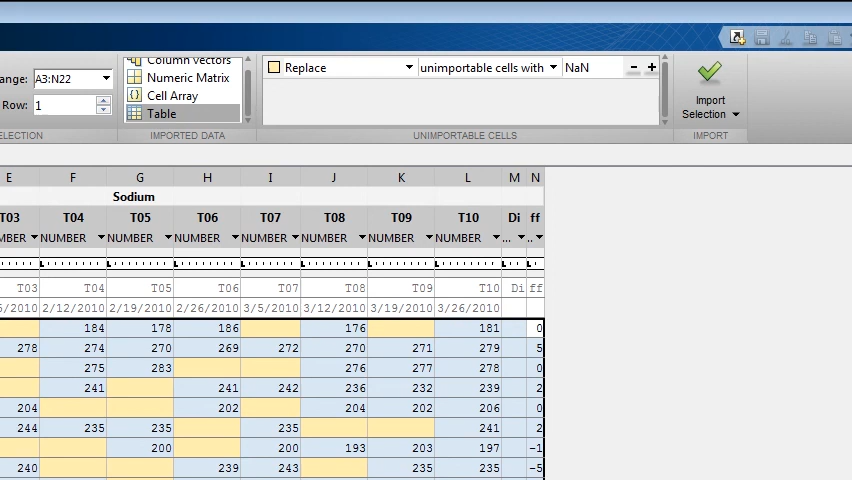 ange: A3:N22
Row: 1
ELECTION
Column vectors
Numeric Matrix
Cell Array
Table
IMPORTED DATA
Replace unimportable cells with NaN
UNIMPORTABLE CELLS
Import
Selection
IMPORT
E F G H I J K L M N
Sodium
T03 T04 T05 T06 T07 T08 T09 T10 Di ff
MBER NUMBER NUMBER NUMBER NUMBER NUMBER NUMBER NUMBER ... ..
T03 T04 T05 T06 T07 T08 T09 T10 Di ff
5/2010 2/12/2010 2/19/2010 2/26/2010 3/5/2010 3/12/2010 3/19/2010 3/26/2010
184 178 186 176 181 0
278 274 270 269 272 270 271 279 5
275 283 276 277 278 0
241 241 242 236 232 239 2
204 202 204 202 206 0
244 235 235 235 241 2
200 200 193 203 197 -1
240 239 243 235 235 -5